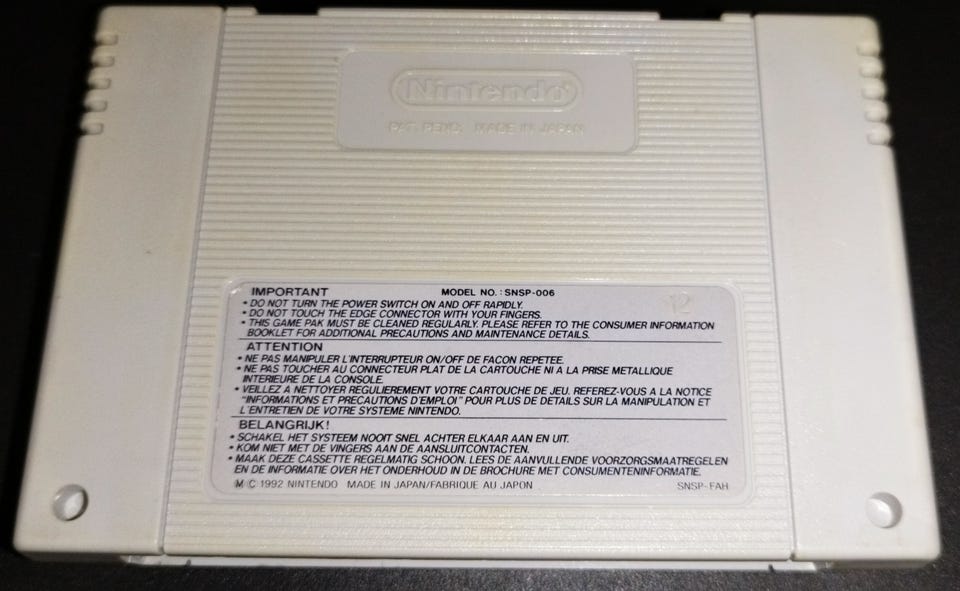 Nintendo
PAT. PEND. MADE IN JAPAN
IMPORTANT MODEL NO. : SNSP-006 12
• DO NOT TURN THE POWER SWITCH ON AND OFF RAPIDLY.
• DO NOT TOUCH THE EDGE CONNECTOR WITH YOUR FINGERS.
• THIS GAME PAK MUST BE CLEANED REGULARLY. PLEASE REFER TO THE CONSUMER INFORMATION
BOOKLET FOR ADDITIONAL PRECAUTIONS AND MAINTENANCE DETAILS.
ATTENTION
• NE PAS MANIPULER L'INTERRUPTEUR ON/OFF DE FACON REPETEE.
• NE PAS TOUCHER AU CONNECTEUR PLAT DE LA CARTOUCHE NI A LA PRISE METALLIQUE
INTERIEURE DE LA CONSOLE.
• VEILLEZ A NETTOYER REGULIEREMENT VOTRE CARTOUCHE DE JEU. REFEREZ-VOUS A LA NOTICE
"INFORMATIONS ET PRECAUTIONS D'EMPLOI" POUR PLUS DE DETAILS SUR LA MANIPULATION ET
L'ENTRETIEN DE VOTRE SYSTEME NINTENDO.
BELANGRIJK!
• SCHAKEL HET SYSTEEM NOOIT SNEL ACHTER ELKAAR AAN EN UIT.
• KOM NIET MET DE VINGERS AAN DE AANSLUITCONTACTEN.
• MAAK DEZE CASSETTE REGELMATIG SCHOON. LEES DE AANVULLENDE VOORZORGSMAATREGELEN
EN DE INFORMATIE OVER HET ONDERHOUD IN DE BROCHURE MET CONSUMENTENINFORMATIE.
Ⓜ © 1992 NINTENDO MADE IN JAPAN/FABRIQUE AU JAPON SNSP-FAH